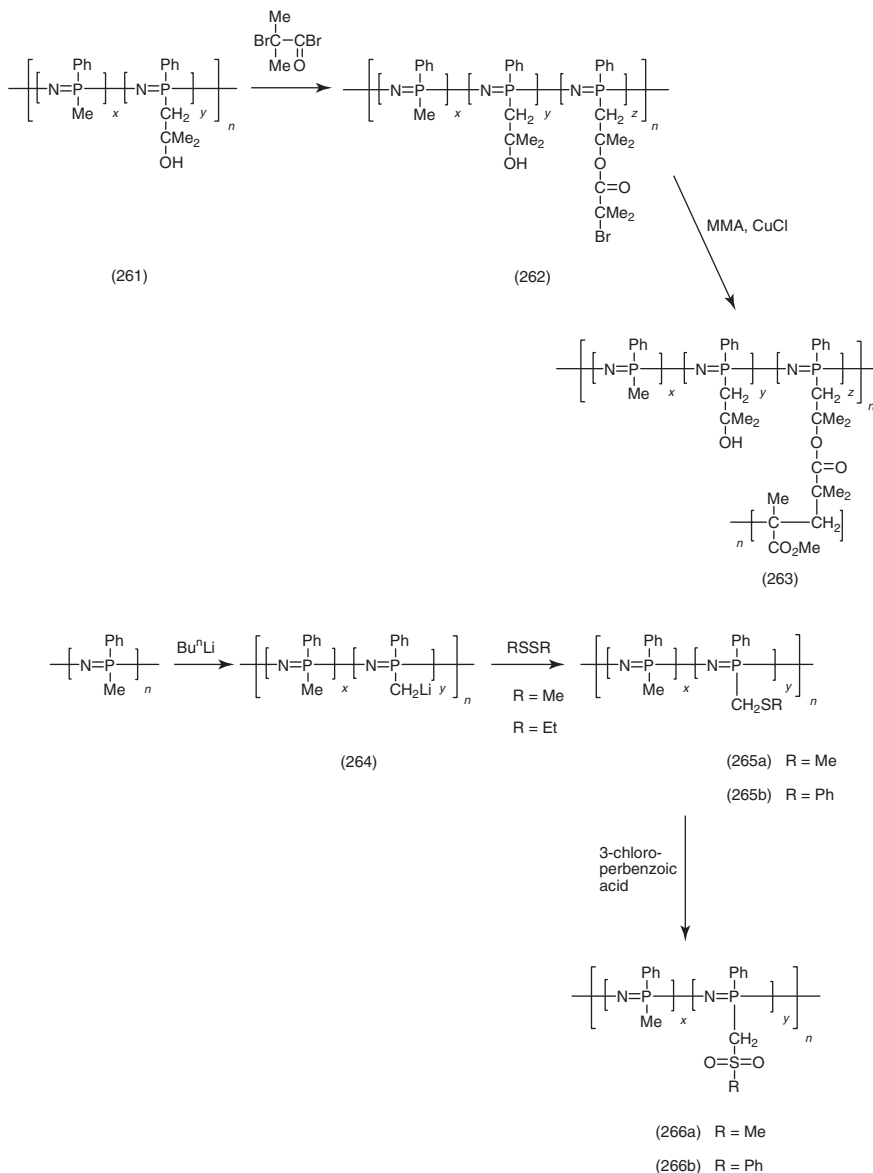 Me
BrC—CBr
MeO
Ph Ph
N=P N=P
Me x CH2 y n
CMe2
OH
(261)
Ph Ph Ph
N=P N=P N=P
Me x CH2 y CH2 z n
CMe2 CMe2
OH O
C=O
CMe2
Br
(262)
MMA, CuCl
Ph Ph Ph
N=P N=P N=P
Me x CH2 y CH2 z n
CMe2 CMe2
OH O
C=O
Me CMe2
C CH2
n CO2Me
(263)
Ph
N=P
Me n
BuⁿLi
Ph Ph
N=P N=P
Me x CH2Li y n
(264)
RSSR
R = Me
R = Et
Ph Ph
N=P N=P
Me x CH2SR y n
(265a) R = Me
(265b) R = Ph
3-chloro-
perbenzoic
acid
Ph Ph
N=P N=P
Me x CH2 y n
O=S=O
R
(266a) R = Me
(266b) R = Ph